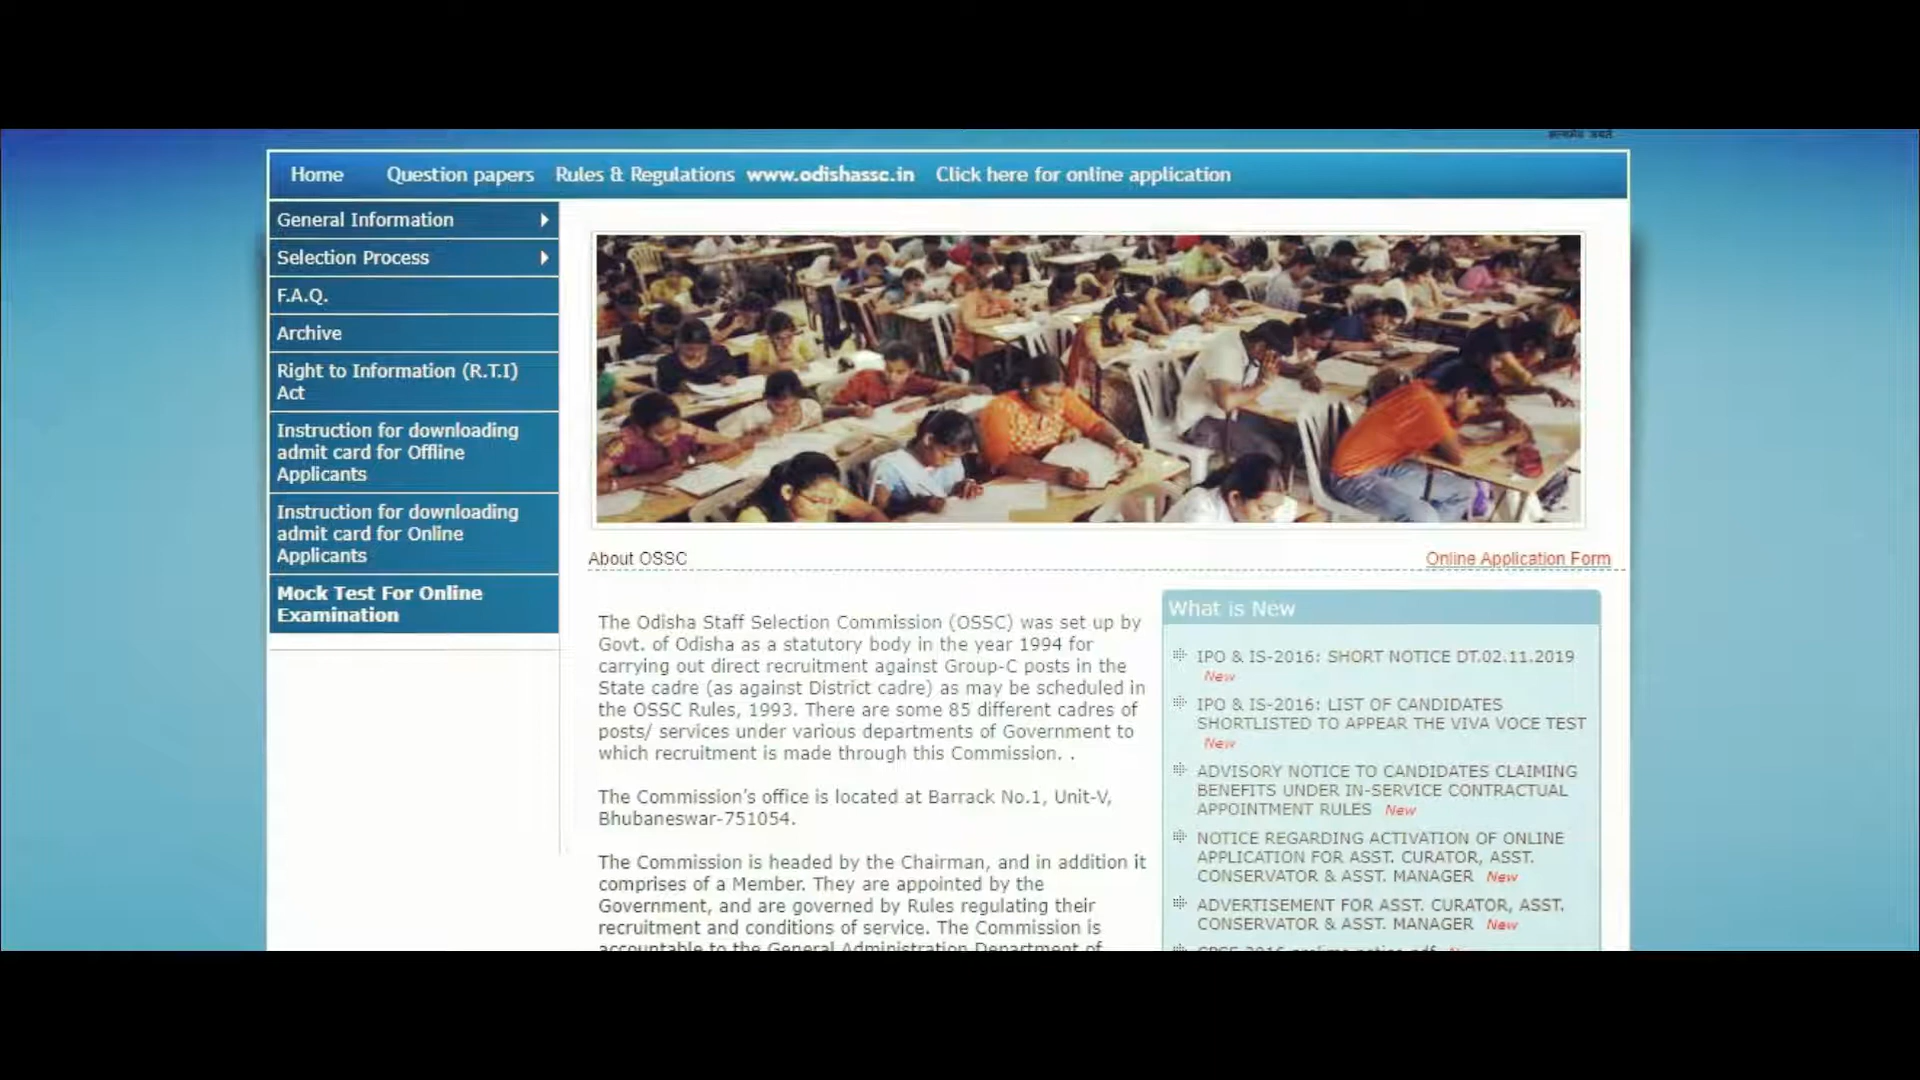 सत्यमेव जयते
Home Question papers Rules & Regulations www.odishassc.in Click here for online application
General Information
Selection Process
F.A.Q.
Archive
Right to Information (R.T.I)
Act
Instruction for downloading
admit card for Offline
Applicants
Instruction for downloading
admit card for Online
Applicants
Mock Test For Online
Examination
About OSSC
Online Application Form
The Odisha Staff Selection Commission (OSSC) was set up by
Govt. of Odisha as a statutory body in the year 1994 for
carrying out direct recruitment against Group-C posts in the
State cadre (as against District cadre) as may be scheduled in
the OSSC Rules, 1993. There are some 85 different cadres of
posts/ services under various departments of Government to
which recruitment is made through this Commission. .
The Commission's office is located at Barrack No.1, Unit-V,
Bhubaneswar-751054.
The Commission is headed by the Chairman, and in addition it
comprises of a Member. They are appointed by the
Government, and are governed by Rules regulating their
recruitment and conditions of service. The Commission is
accountable to the General Administration Department of
What is New
IPO & IS-2016: SHORT NOTICE DT.02.11.2019
New
IPO & IS-2016: LIST OF CANDIDATES
SHORTLISTED TO APPEAR THE VIVA VOCE TEST
New
ADVISORY NOTICE TO CANDIDATES CLAIMING
BENEFITS UNDER IN-SERVICE CONTRACTUAL
APPOINTMENT RULES New
NOTICE REGARDING ACTIVATION OF ONLINE
APPLICATION FOR ASST. CURATOR, ASST.
CONSERVATOR & ASST. MANAGER New
ADVERTISEMENT FOR ASST. CURATOR, ASST.
CONSERVATOR & ASST. MANAGER New